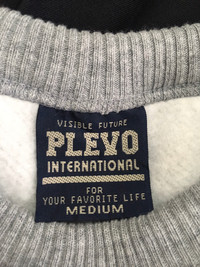 VISIBLE FUTURE
PLEVO
INTERNATIONAL
FOR
YOUR FAVORITE LIFE
MEDIUM